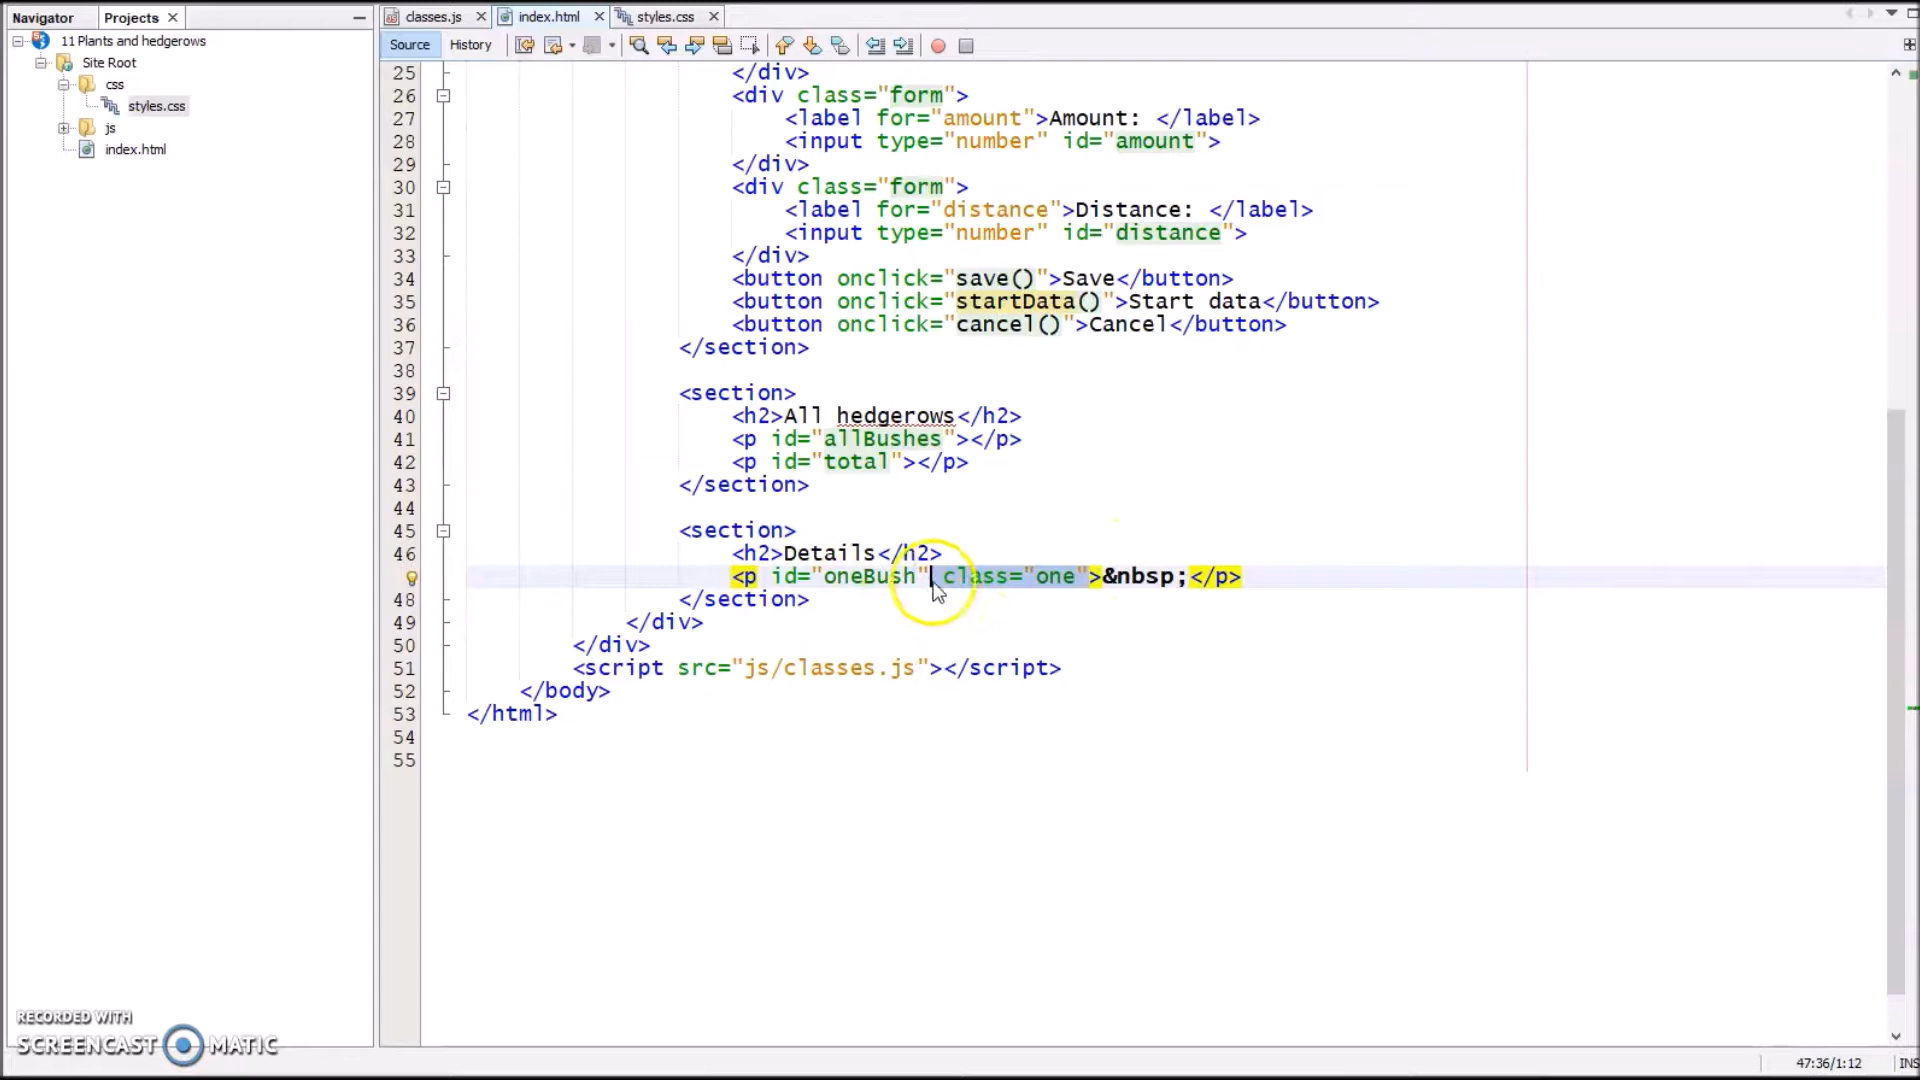 Navigator Projects
11 Plants and hedgerows
Site Root
css
styles.css
js
index.html
classes.js index.html styles.css
Source History
25 </div>
26 <div class="form">
27 <label for="amount">Amount: </label>
28 <input type="number" id="amount">
29 </div>
30 <div class="form">
31 <label for="distance">Distance: </label>
32 <input type="number" id="distance">
33 </div>
34 <button onclick="save()">Save</button>
35 <button onclick="startData()">Start data</button>
36 <button onclick="cancel()">Cancel</button>
37 </section>
38
39 <section>
40 <h2>All hedgerows</h2>
41 <p id="allBushes"></p>
42 <p id="total"></p>
43 </section>
44
45 <section>
46 <h2>Details</h2>
<p id="oneBush" class="one">&nbsp;</p>
48 </section>
49 </div>
50 </div>
51 <script src="js/classes.js"></script>
52 </body>
53 </html>
54
55
RECORDED WITH
SCREENCAST MATIC
47:36/1:12 INS